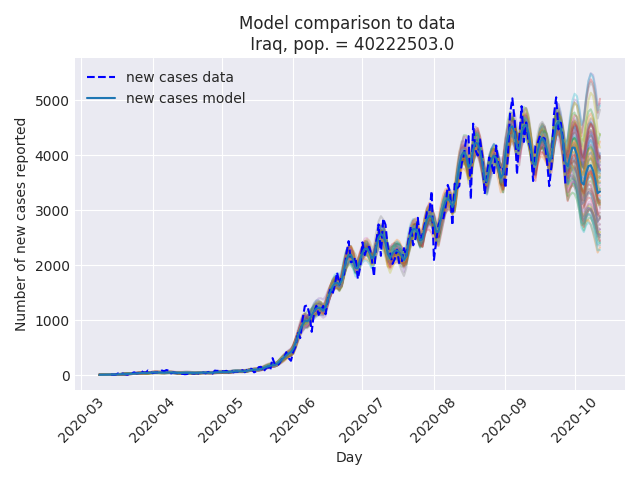 Model comparison to data
Iraq, pop. = 40222503.0
new cases data
new cases model
Number of new cases reported
5000
4000
3000
2000
1000
0
2020-03
2020-04
2020-05
2020-06
2020-07
2020-08
2020-09
2020-10
Day